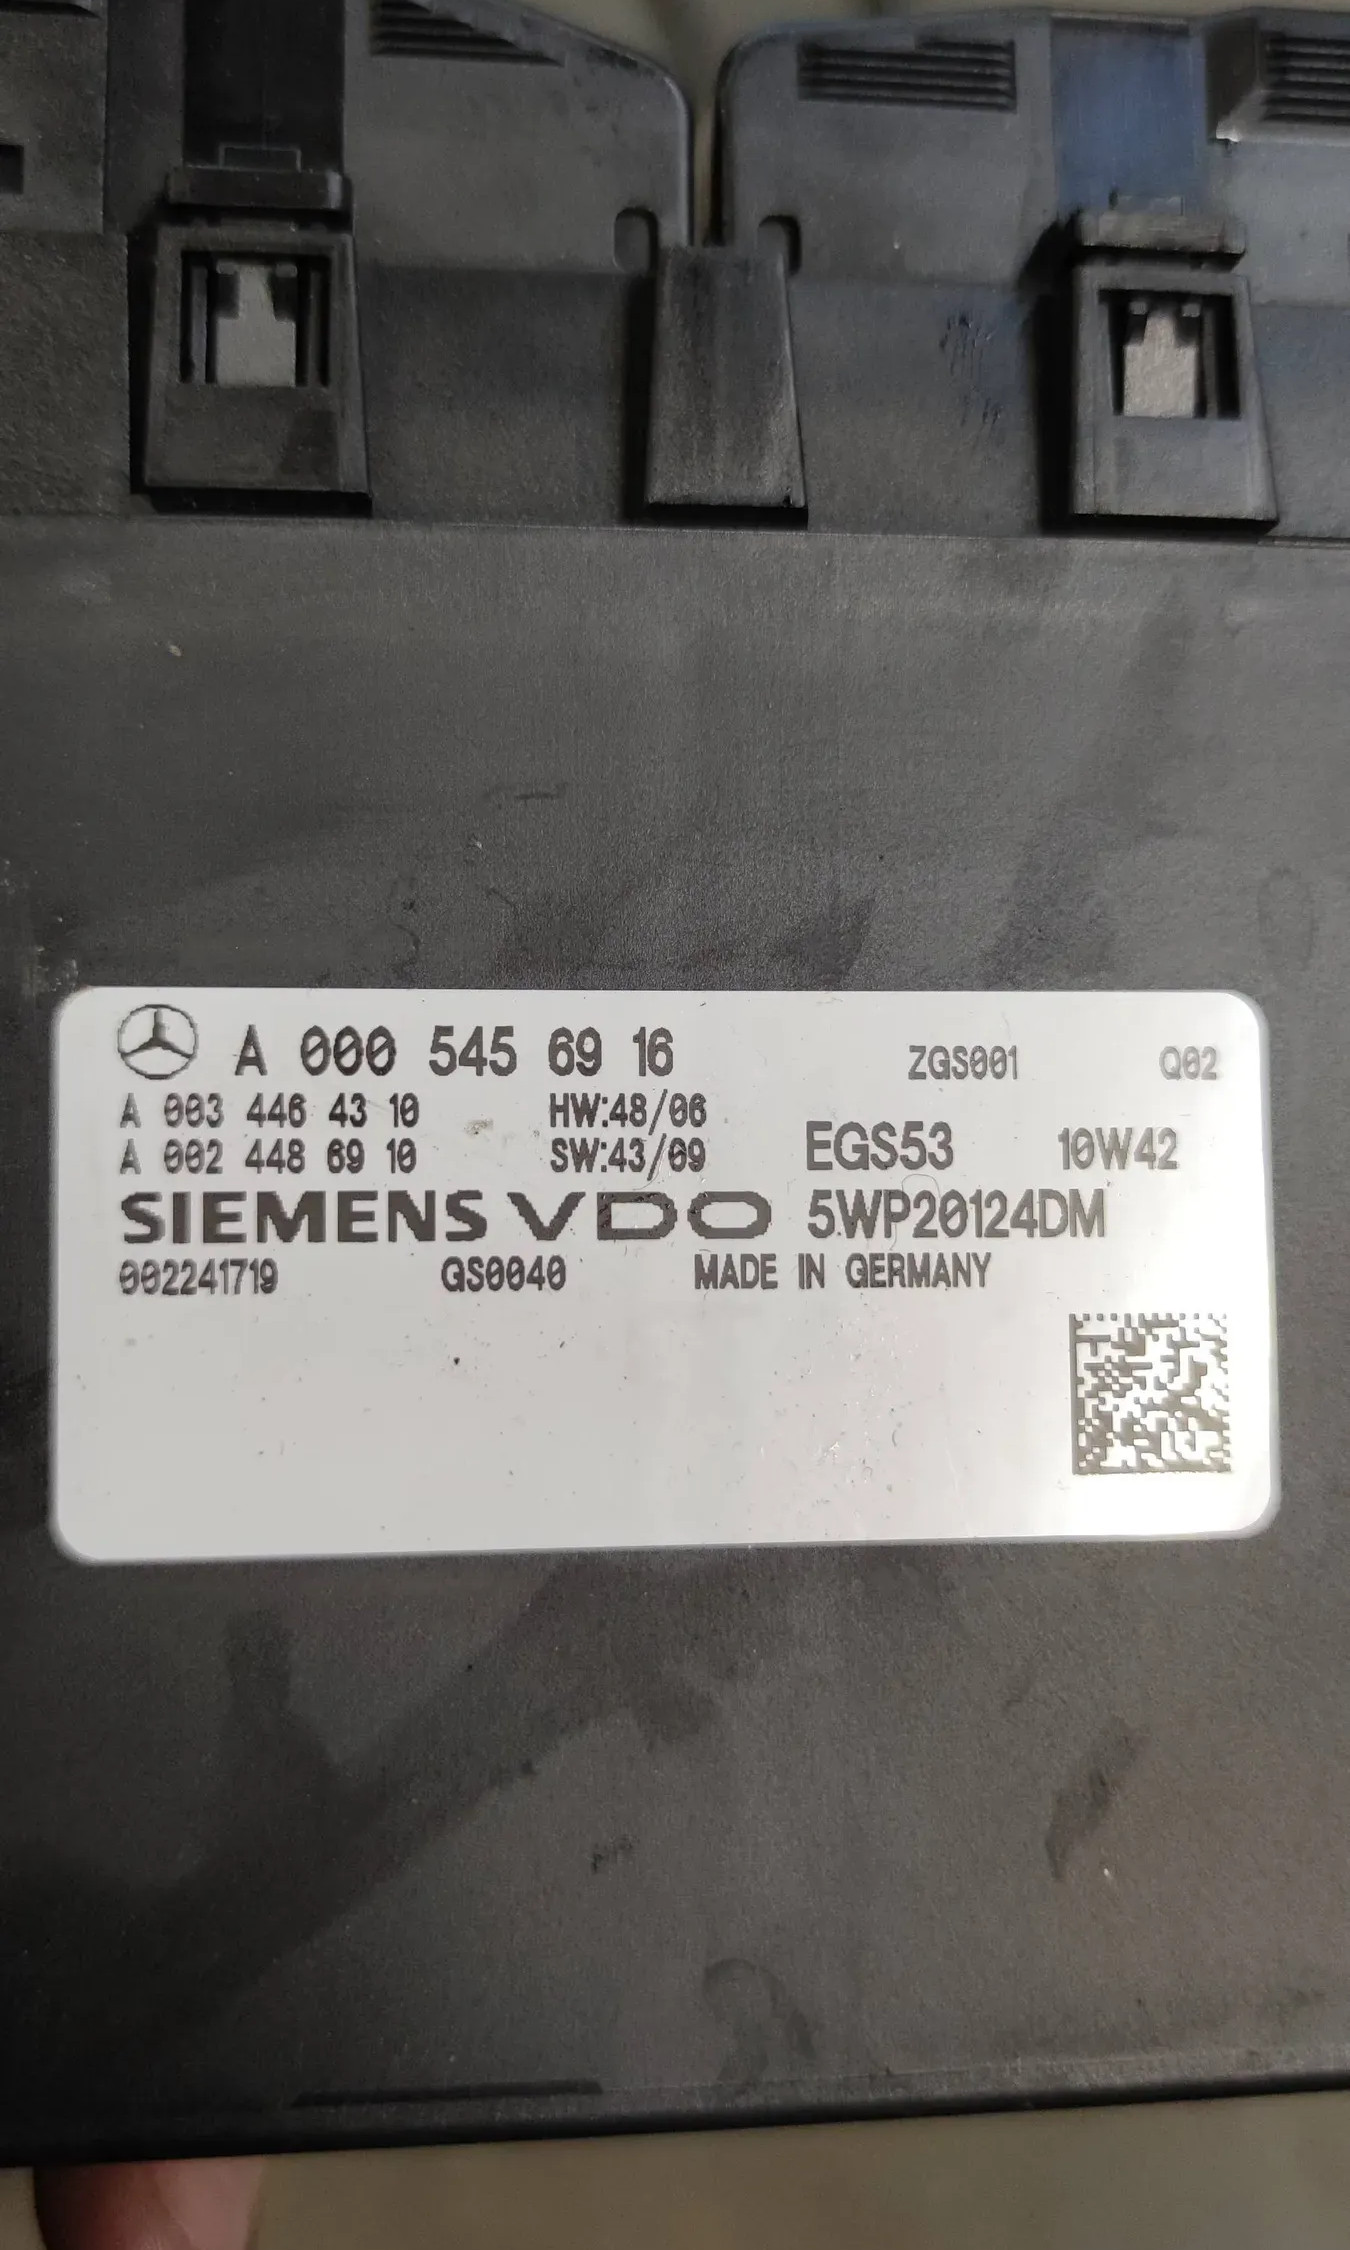 A 000 545 69 16 ZGS001 Q02
A 003 446 43 10 HW:48/06
A 002 448 69 10 SW:43/09 EGS53 10W42
SIEMENS VDO 5WP20124DM
002241719 GS0040 MADE IN GERMANY